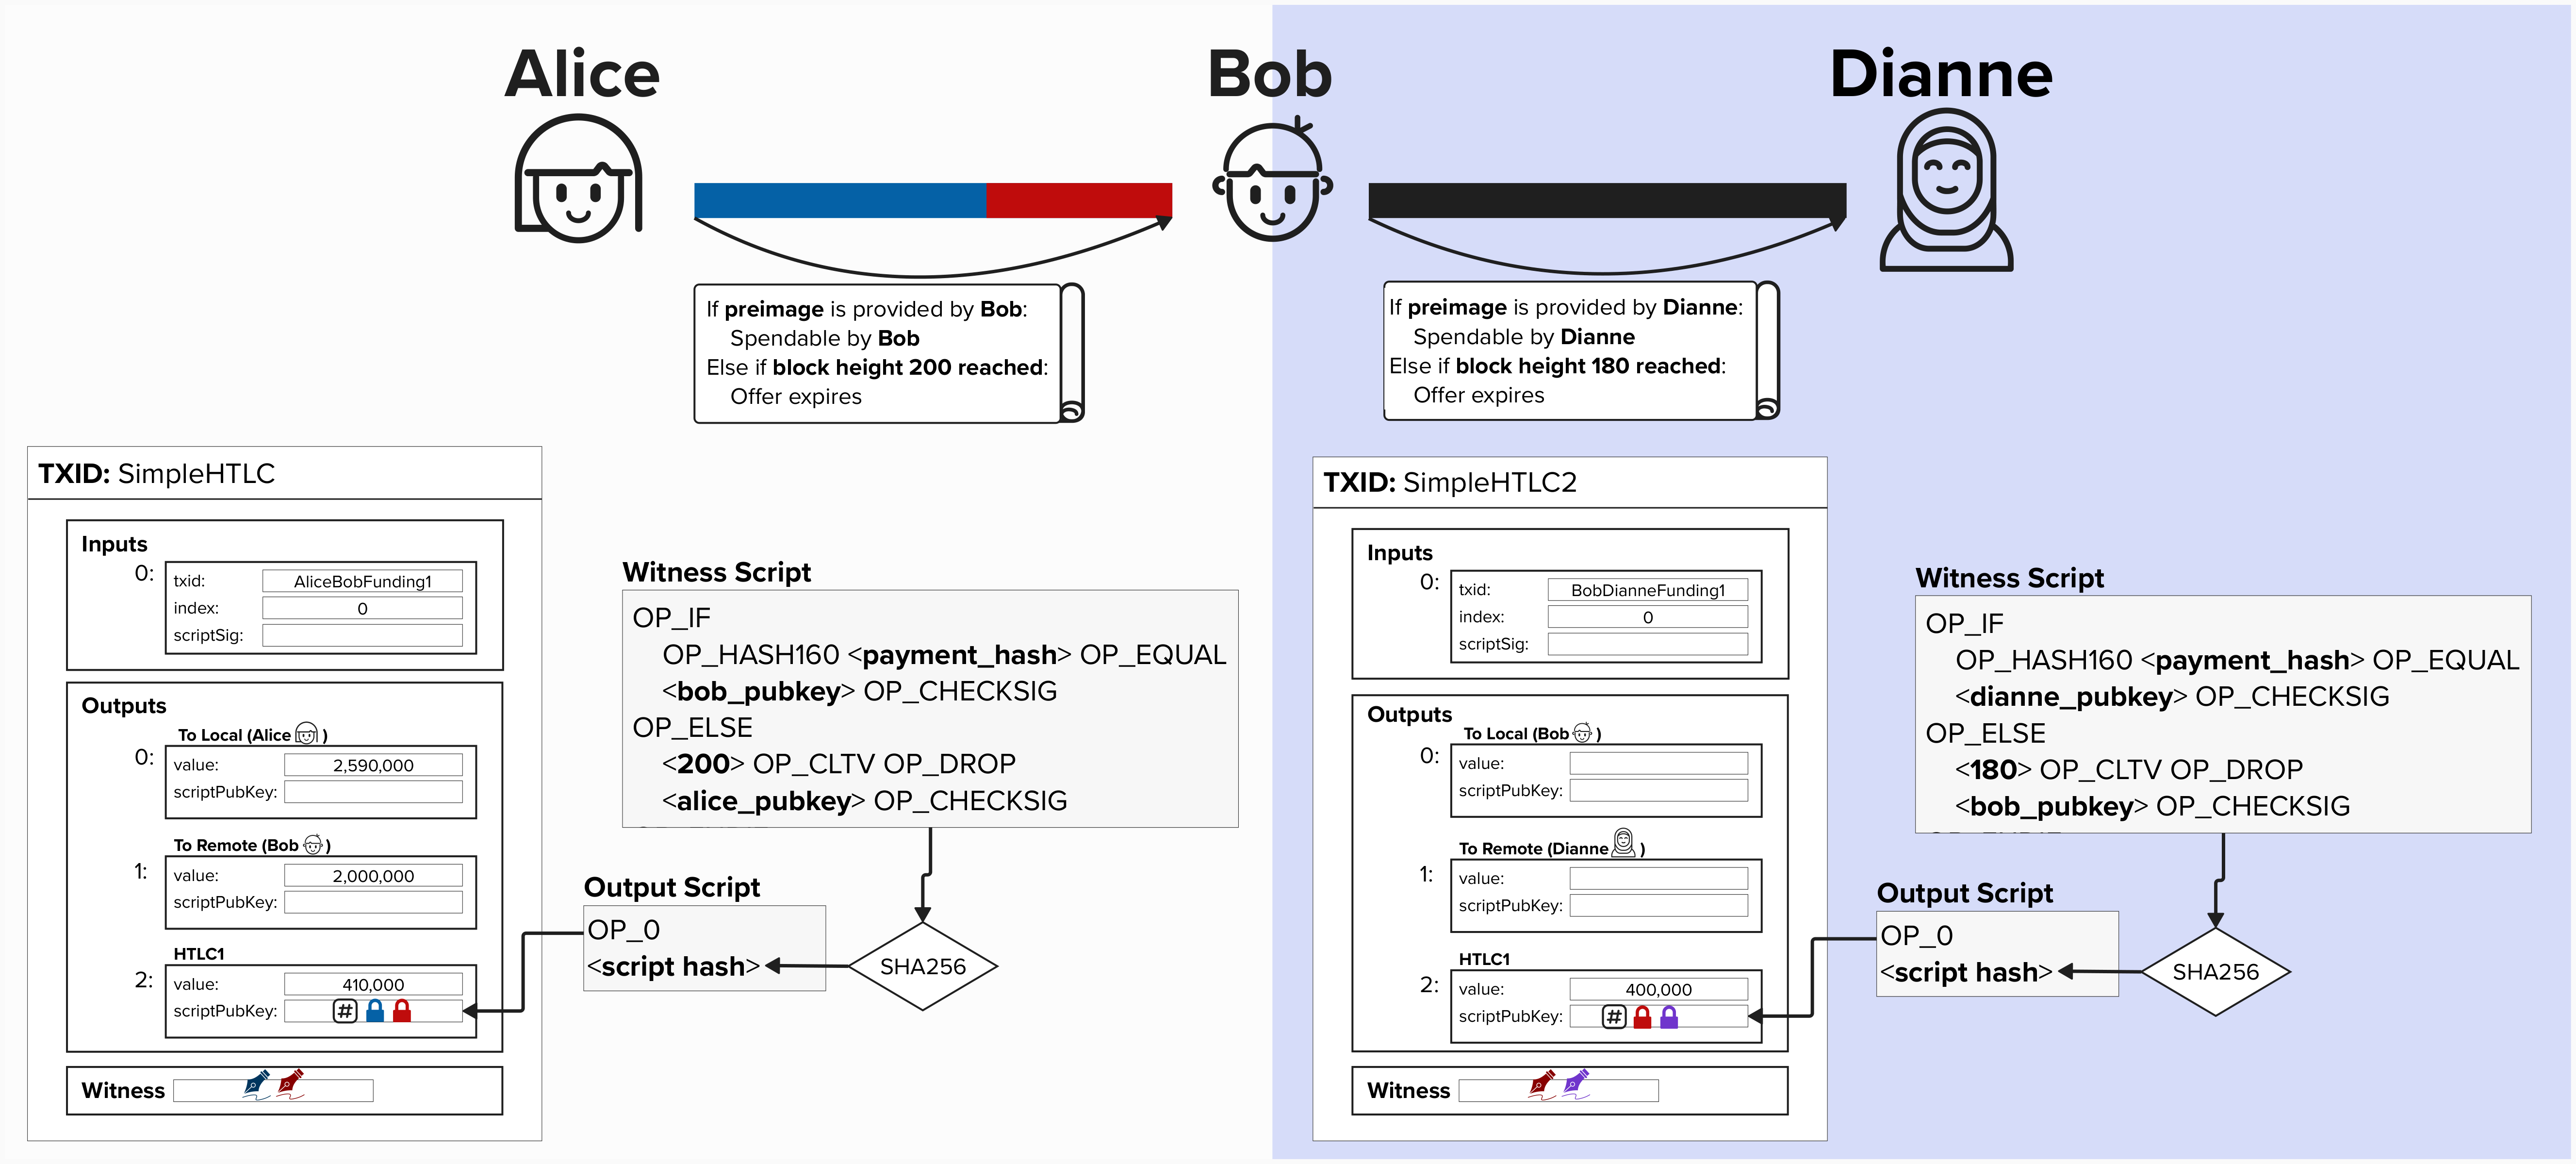 Alice
Bob
Dianne
If preimage is provided by Bob:
Spendable by Bob
Else if block height 200 reached:
Offer expires
If preimage is provided by Dianne:
Spendable by Dianne
Else if block height 180 reached:
Offer expires
TXID: SimpleHTLC
Inputs
0:
txid: AliceBobFunding1
index: 0
scriptSig:
Outputs
To Local (Alice )
0:
value: 2,590,000
scriptPubKey:
To Remote (Bob )
1:
value: 2,000,000
scriptPubKey:
HTLC1
2:
value: 410,000
scriptPubKey: #
Witness
Witness Script
OP_IF
OP_HASH160 <payment_hash> OP_EQUAL
<bob_pubkey> OP_CHECKSIG
OP_ELSE
<200> OP_CLTV OP_DROP
<alice_pubkey> OP_CHECKSIG
Output Script
OP_0
<script hash>
SHA256
TXID: SimpleHTLC2
Inputs
0:
txid: BobDianneFunding1
index: 0
scriptSig:
Outputs
To Local (Bob )
0:
value:
scriptPubKey:
To Remote (Dianne )
1:
value:
scriptPubKey:
HTLC1
2:
value: 400,000
scriptPubKey: #
Witness
Witness Script
OP_IF
OP_HASH160 <payment_hash> OP_EQUAL
<dianne_pubkey> OP_CHECKSIG
OP_ELSE
<180> OP_CLTV OP_DROP
<bob_pubkey> OP_CHECKSIG
Output Script
OP_0
<script hash>
SHA256